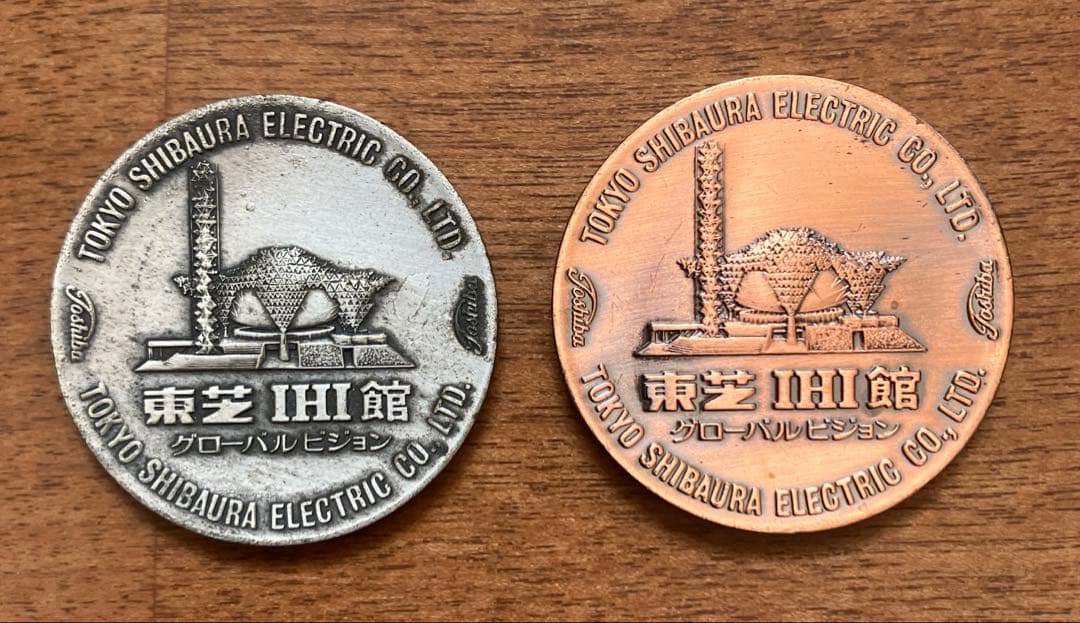 TOKYO SHIBAURA ELECTRIC CO., LTD.
Toshiba
Toshiba
東芝 IHI 館
グローバル ビジョン
TOKYO SHIBAURA ELECTRIC CO., LTD.
TOKYO SHIBAURA ELECTRIC CO., LTD.
Toshiba
Toshiba
東芝 IHI 館
グローバル ビジョン
TOKYO SHIBAURA ELECTRIC CO., LTD.